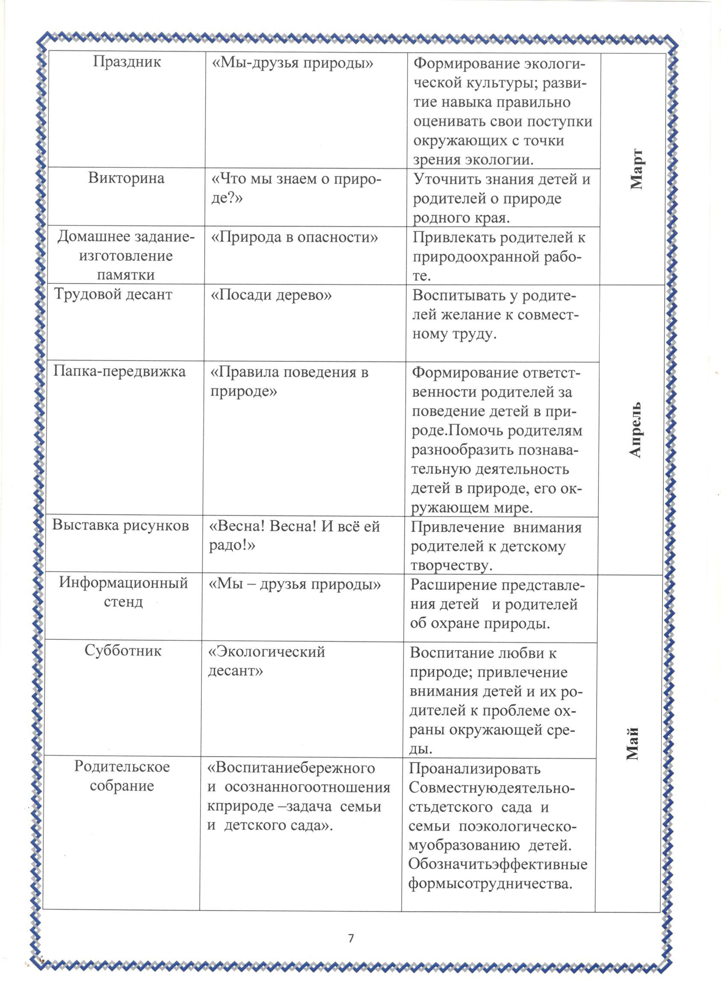 Праздник
«Мы-друзья природы»
Формирование экологи-
ческой культуры; разви-
тие навыка правильно
оценивать свои поступки
окружающих с точки
зрения экологии.
Март
Викторина
«Что мы знаем о приро-
де?»
Уточнить знания детей и
родителей о природе
родного края.
Домашнее задание-
изготовление
памятки
«Природа в опасности»
Привлекать родителей к
природоохранной рабо-
те.
Трудовой десант
«Посади дерево»
Воспитывать у родите-
лей желание к совмест-
ному труду.
Апрель
Папка-передвижка
«Правила поведения в
природе»
Формирование ответст-
венности родителей за
поведение детей в при-
роде.Помочь родителям
разнообразить познава-
тельную деятельность
детей в природе, его ок-
ружающем мире.
Выставка рисунков
«Весна! Весна! И всё ей
радо!»
Привлечение внимания
родителей к детскому
творчеству.
Информационный
стенд
«Мы – друзья природы»
Расширение представле-
ния детей и родителей
об охране природы.
Май
Субботник
«Экологический
десант»
Воспитание любви к
природе; привлечение
внимания детей и их ро-
дителей к проблеме ох-
раны окружающей сре-
ды.
Родительское
собрание
«Воспитаниебережного
и осознанногоотношения
кприроде –задача семьи
и детского сада».
Проанализировать
Совместнуюдеятельно-
стьдетского сада и
семьи поэкологическо-
муобразованию детей.
Обозначитьэффективные
формысотрудничества.
7